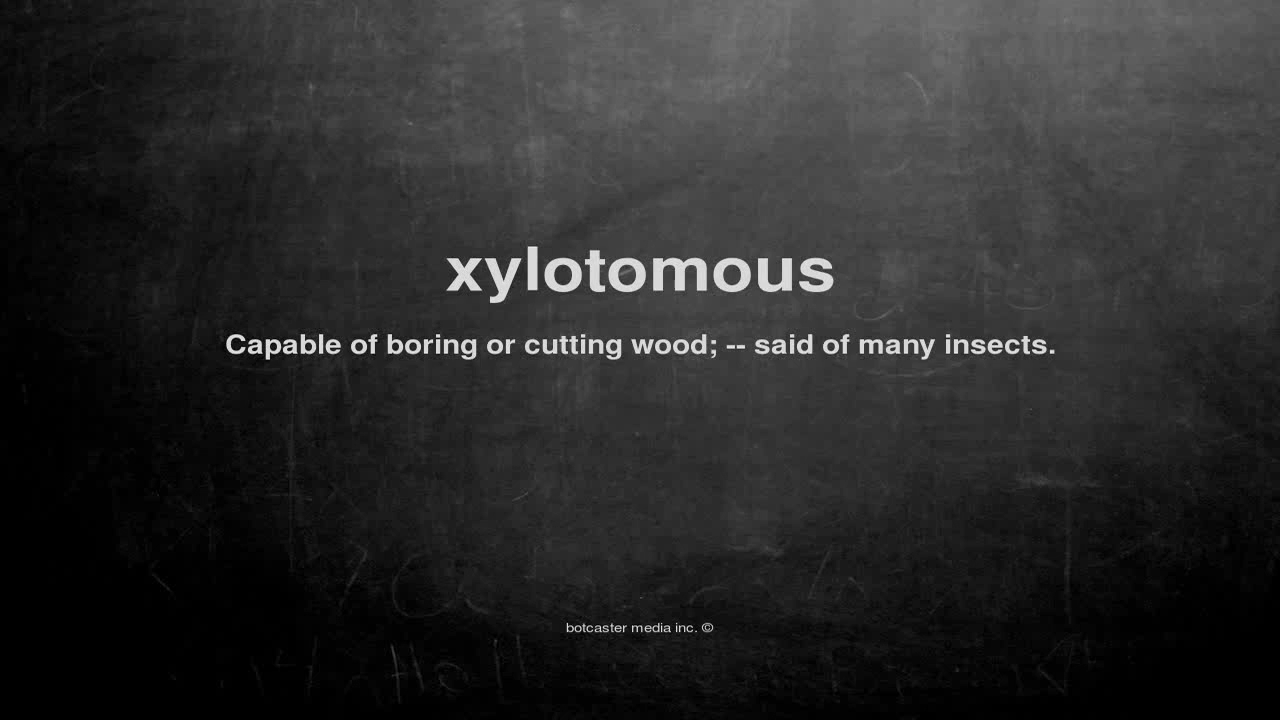 xylotomous
Capable of boring or cutting wood; -- said of many insects.
botcaster media inc. ©